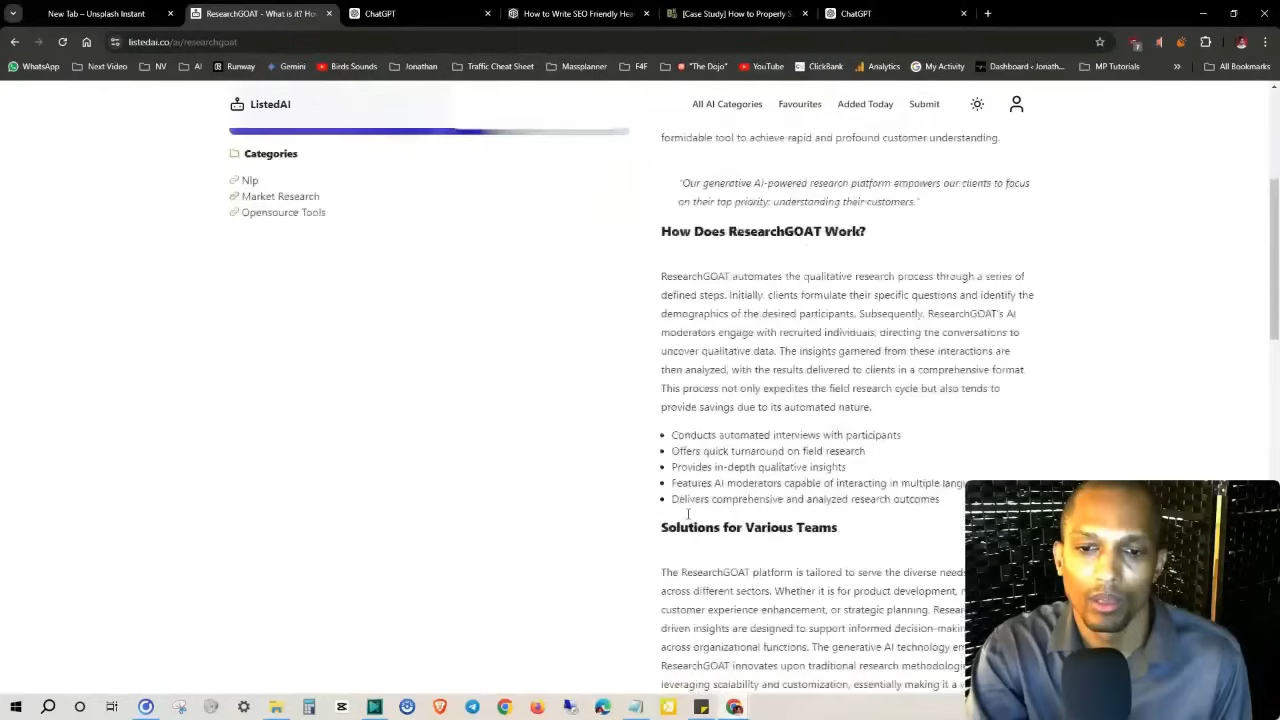 New Tab – Unsplash Instant
ResearchGOAT - What is it? Ho
ChatGPT
How to Write SEO Friendly Hea
[Case Study] How to Properly S
ChatGPT
listedai.co/ai/researchgoat
WhatsApp
Next Video
NV
AI
Runway
Gemini
Birds Sounds
Jonathan
Traffic Cheat Sheet
Massplanner
F4F
"The Dojo"
YouTube
ClickBank
Analytics
My Activity
Dashboard ‹ Jonath...
MP Tutorials
»
All Bookmarks
ListedAI
All AI Categories
Favourites
Added Today
Submit
Categories
Nlp
Market Research
Opensource Tools
formidable tool to achieve rapid and profound customer understanding.
"Our generative AI-powered research platform empowers our clients to focus
on their top priority: understanding their customers."
How Does ResearchGOAT Work?
ResearchGOAT automates the qualitative research process through a series of
defined steps. Initially, clients formulate their specific questions and identify the
demographics of the desired participants. Subsequently, ResearchGOAT's AI
moderators engage with recruited individuals, directing the conversations to
uncover qualitative data. The insights garnered from these interactions are
then analyzed, with the results delivered to clients in a comprehensive format.
This process not only expedites the field research cycle but also tends to
provide savings due to its automated nature.
Conducts automated interviews with participants
Offers quick turnaround on field research
Provides in-depth qualitative insights
Features AI moderators capable of interacting in multiple langu
Delivers comprehensive and analyzed research outcomes
Solutions for Various Teams
The ResearchGOAT platform is tailored to serve the diverse needs
across different sectors. Whether it is for product development,
customer experience enhancement, or strategic planning, Resear
driven insights are designed to support informed decision-makin
across organizational functions. The generative AI technology en
ResearchGOAT innovates upon traditional research methodologie
leveraging scalability and customization, essentially making it a